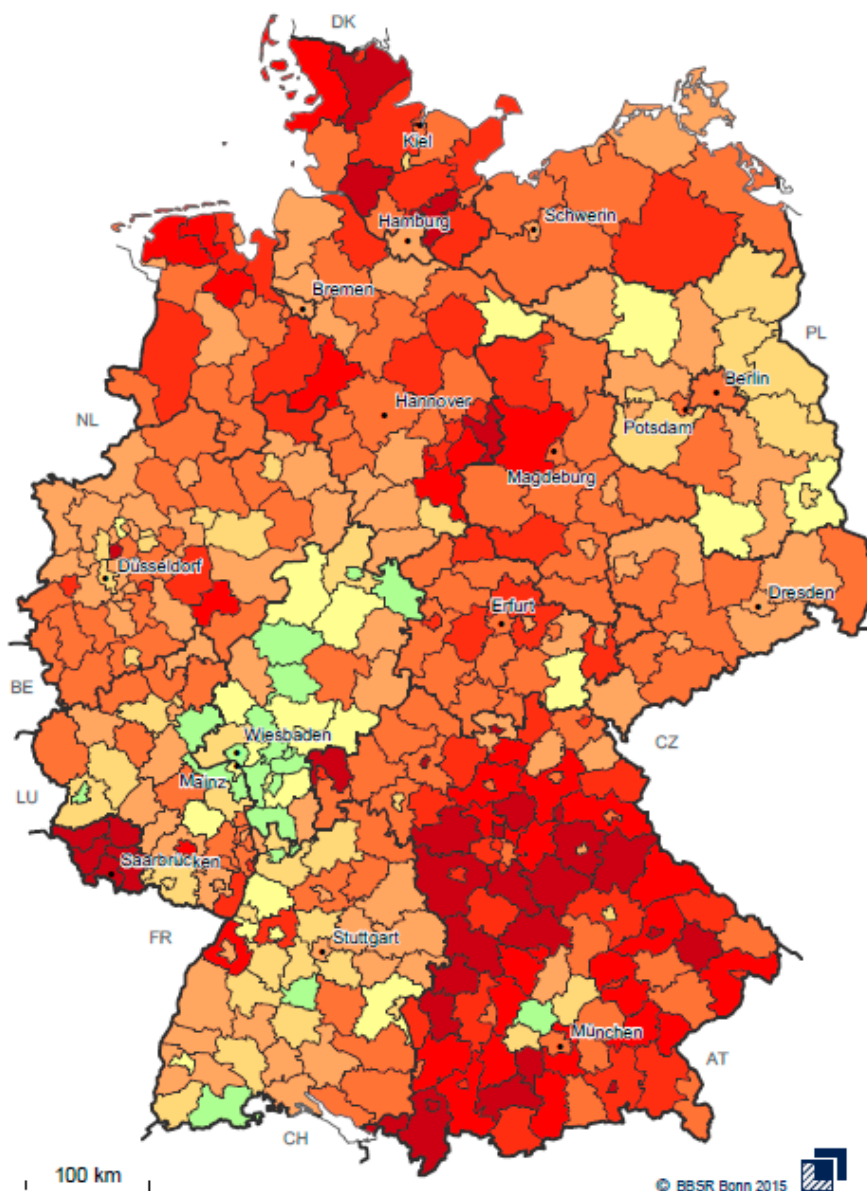 DK
Kiel
Hamburg
Schwerin
Bremen
PL
Berlin
Hannover
NL
Potsdam
Magdeburg
Düsseldorf
Dresden
Erfurt
BE
Wiesbaden
CZ
Mainz
LU
Saarbrücken
FR
Stuttgart
München
AT
CH
100 km
© BBSR Bonn 2015